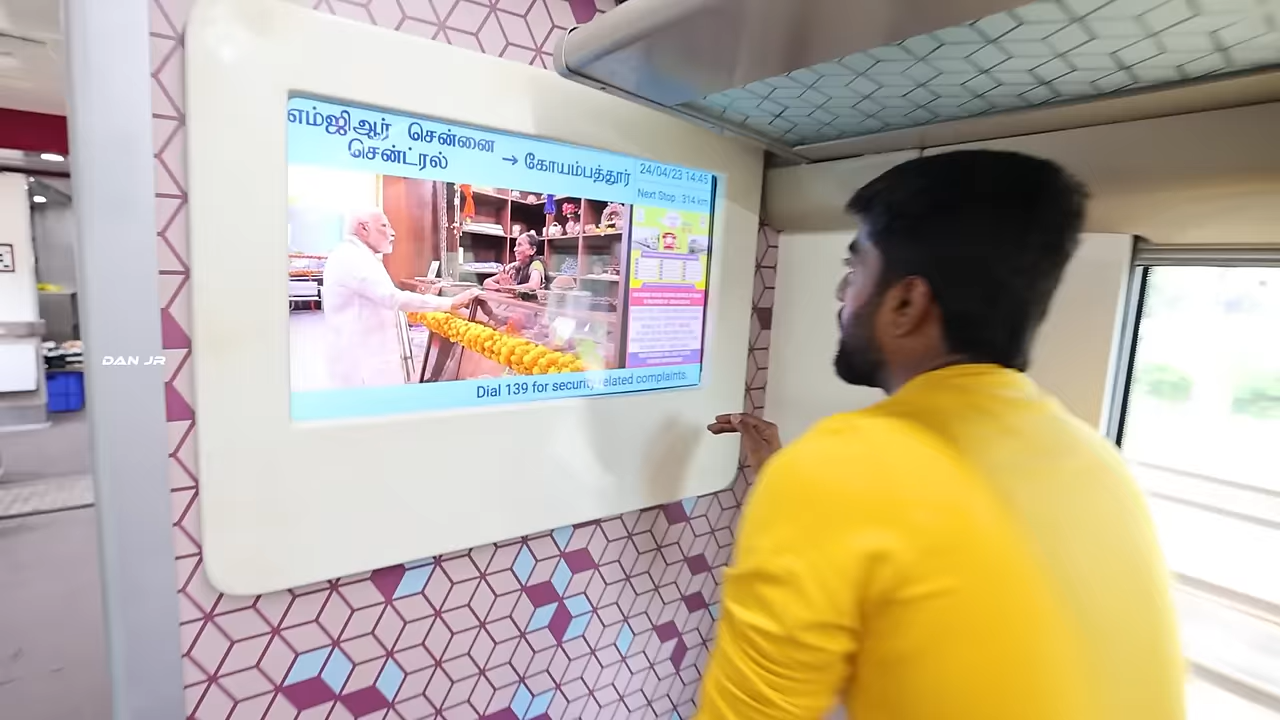 எம்ஜிஆர் சென்னை
சென்ட்ரல் → கோயம்பத்தூர்
24/04/23 14:45
Next Stop : 314 km
Dial 139 for security related complaints.
DAN JR